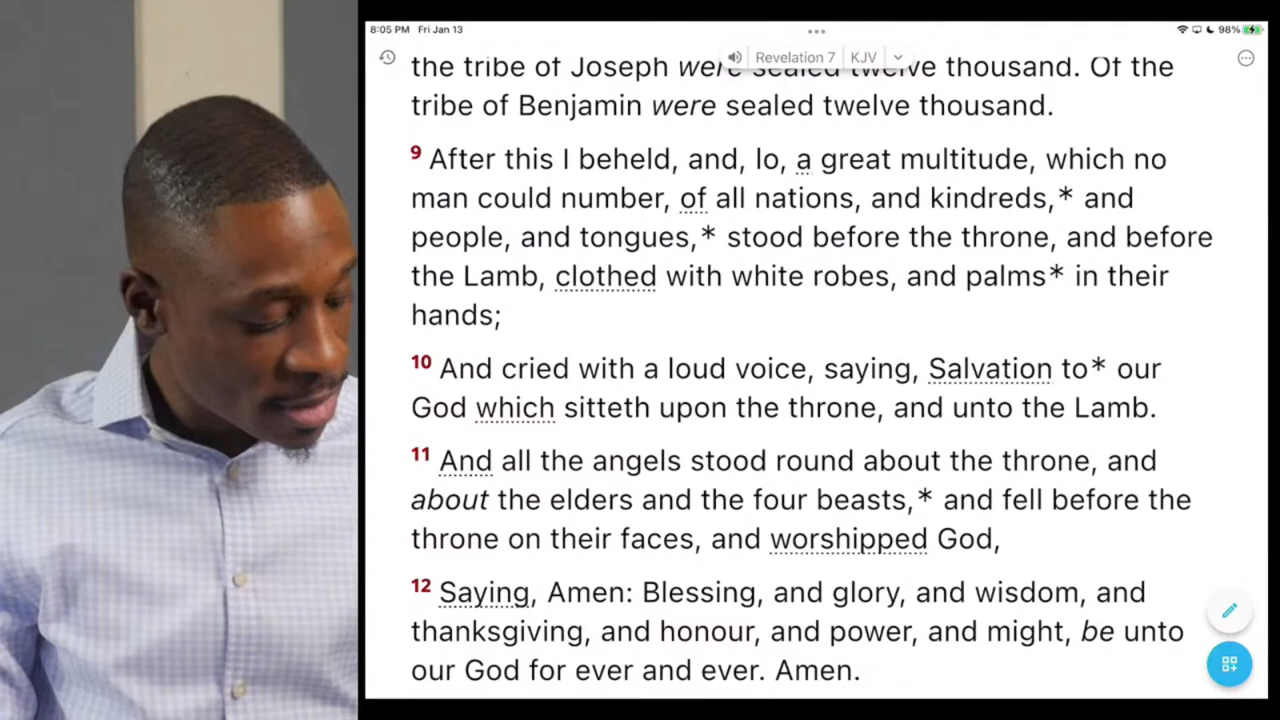 8:05 PM Fri Jan 13
98%
Revelation 7 KJV
the tribe of Joseph were sealed twelve thousand. Of the
tribe of Benjamin were sealed twelve thousand.
9 After this I beheld, and, lo, a great multitude, which no
man could number, of all nations, and kindreds,* and
people, and tongues,* stood before the throne, and before
the Lamb, clothed with white robes, and palms* in their
hands;
10 And cried with a loud voice, saying, Salvation to* our
God which sitteth upon the throne, and unto the Lamb.
11 And all the angels stood round about the throne, and
about the elders and the four beasts,* and fell before the
throne on their faces, and worshipped God,
12 Saying, Amen: Blessing, and glory, and wisdom, and
thanksgiving, and honour, and power, and might, be unto
our God for ever and ever. Amen.